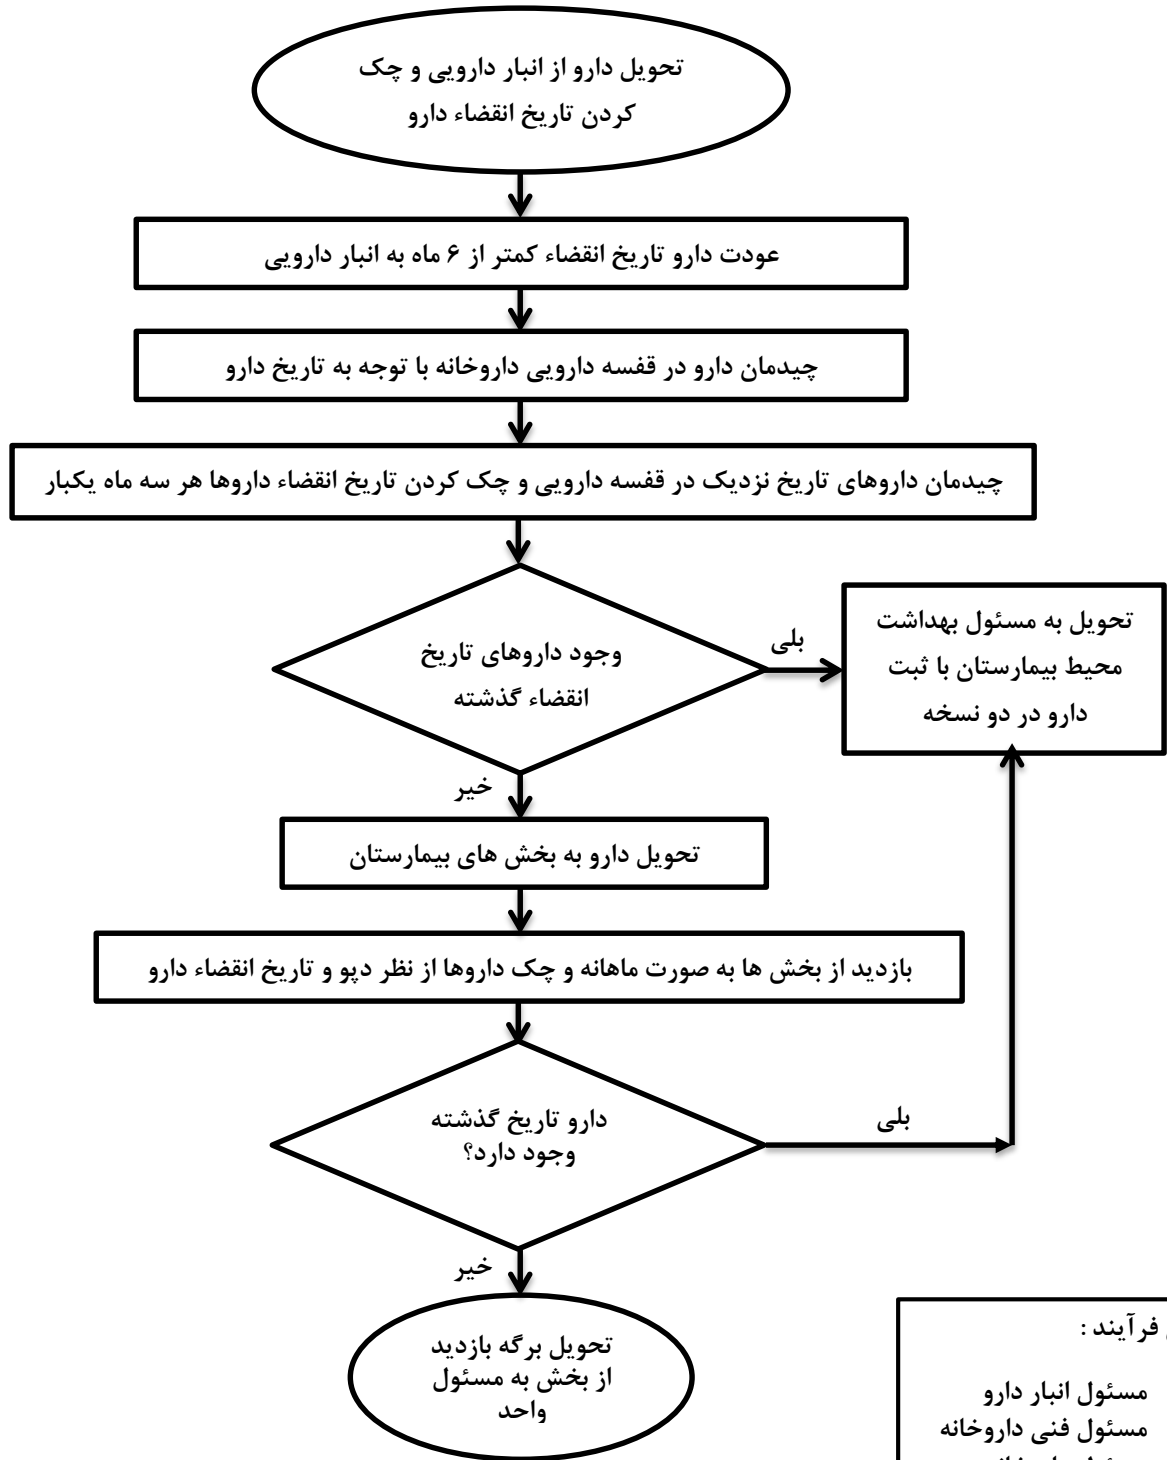 تحویل دارو از انبار دارویی و چک
کردن تاریخ انقضاء دارو
عودت دارو تاریخ انقضاء کمتر از ۶ ماه به انبار دارویی
چیدمان دارو در قفسه دارویی داروخانه با توجه به تاریخ دارو
چیدمان داروهای تاریخ نزدیک در قفسه دارویی و چک کردن تاریخ انقضاء داروها هر سه ماه یکبار
وجود داروهای تاریخ
انقضاء گذشته
بلی
تحویل به مسئول بهداشت
محیط بیمارستان با ثبت
دارو در دو نسخه
خیر
تحویل دارو به بخش های بیمارستان
بازدید از بخش ها به صورت ماهانه و چک داروها از نظر دپو و تاریخ انقضاء دارو
دارو تاریخ گذشته
وجود دارد؟
بلی
خیر
تحویل برگه بازدید
از بخش به مسئول
واحد
فرآیند :
مسئول انبار دارو
مسئول فنی داروخانه